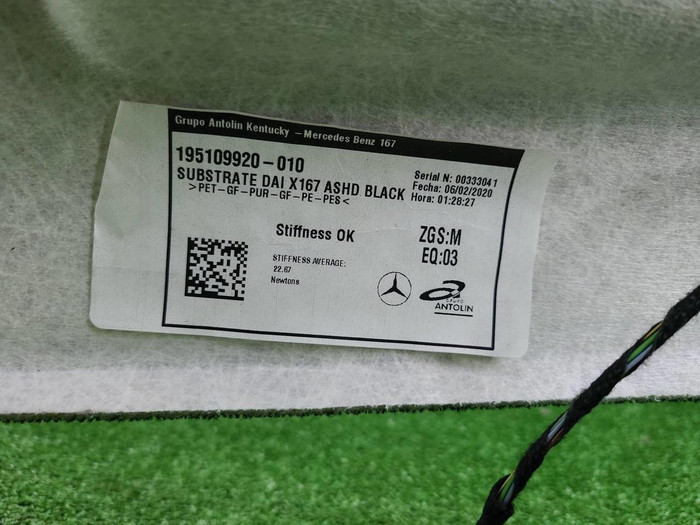 Grupo Antolin Kentucky - Mercedes Benz 167
195109920-010
SUBSTRATE DAI X167 ASHD BLACK
>PET-GF-PUR-GF-PE-PES<
Serial N: 00333041
Fecha: 06/02/2020
Hora: 01:28:27
Stiffness OK
ZGS:M
EQ:03
STIFFNESS AVERAGE:
22.67
Newtons
GRUPO
ANTOLIN